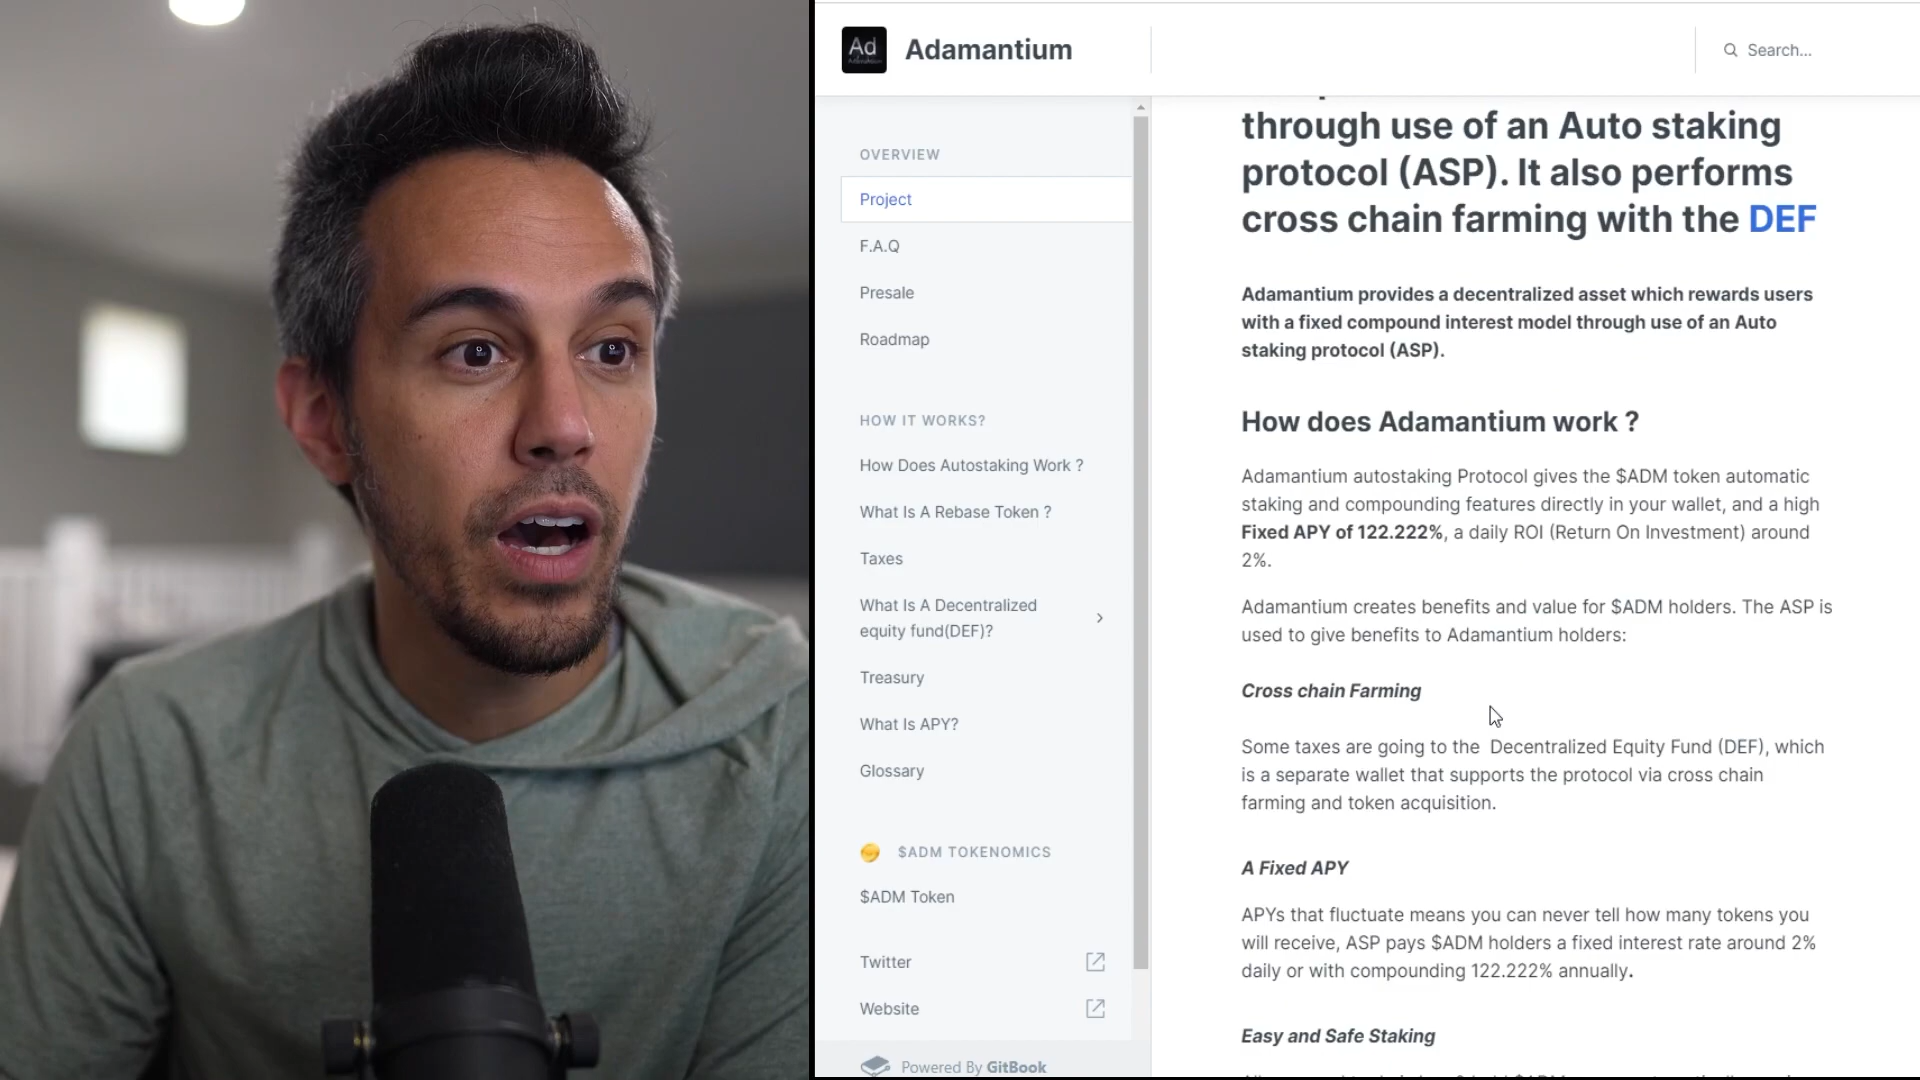 Ad
Adamantium
Search...
OVERVIEW
Project
F.A.Q
Presale
Roadmap
HOW IT WORKS?
How Does Autostaking Work ?
What Is A Rebase Token ?
Taxes
What Is A Decentralized
equity fund(DEF)?
Treasury
What Is APY?
Glossary
$ADM TOKENOMICS
$ADM Token
Twitter
Website
Powered By GitBook
through use of an Auto staking
protocol (ASP). It also performs
cross chain farming with the DEF
Adamantium provides a decentralized asset which rewards users
with a fixed compound interest model through use of an Auto
staking protocol (ASP).
How does Adamantium work ?
Adamantium autostaking Protocol gives the $ADM token automatic
staking and compounding features directly in your wallet, and a high
Fixed APY of 122.222%, a daily ROI (Return On Investment) around
2%.
Adamantium creates benefits and value for $ADM holders. The ASP is
used to give benefits to Adamantium holders:
Cross chain Farming
Some taxes are going to the Decentralized Equity Fund (DEF), which
is a separate wallet that supports the protocol via cross chain
farming and token acquisition.
A Fixed APY
APYs that fluctuate means you can never tell how many tokens you
will receive, ASP pays $ADM holders a fixed interest rate around 2%
daily or with compounding 122.222% annually.
Easy and Safe Staking